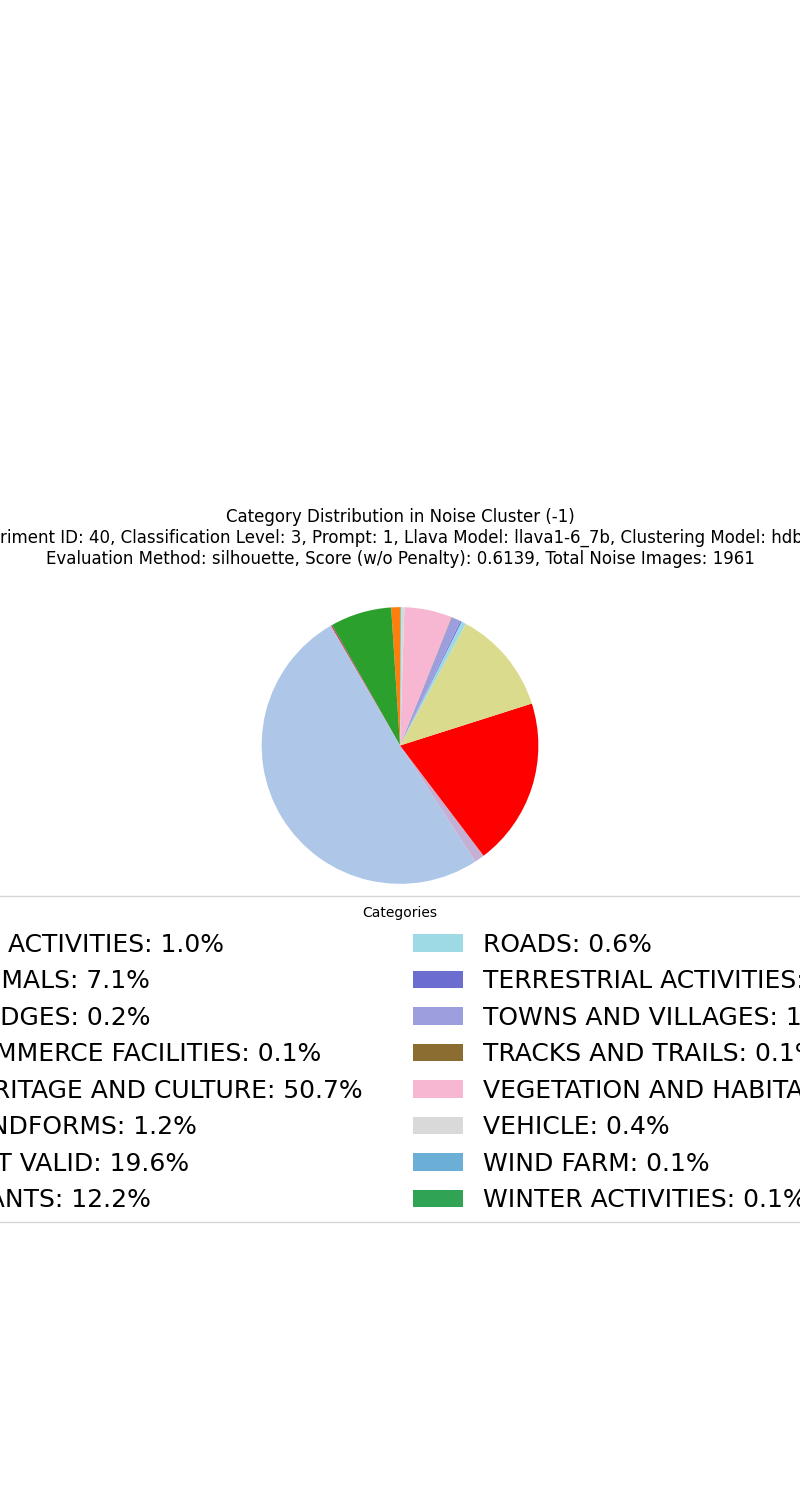 Category Distribution in Noise Cluster (-1)
riment ID: 40, Classification Level: 3, Prompt: 1, Llava Model: llava1-6_7b, Clustering Model: hdb
Evaluation Method: silhouette, Score (w/o Penalty): 0.6139, Total Noise Images: 1961
Categories
ACTIVITIES: 1.0%
MALS: 7.1%
DGES: 0.2%
MMERCE FACILITIES: 0.1%
RITAGE AND CULTURE: 50.7%
NDFORMS: 1.2%
T VALID: 19.6%
ANTS: 12.2%
ROADS: 0.6%
TERRESTRIAL ACTIVITIES:
TOWNS AND VILLAGES: 1
TRACKS AND TRAILS: 0.1%
VEGETATION AND HABITA
VEHICLE: 0.4%
WIND FARM: 0.1%
WINTER ACTIVITIES: 0.1%